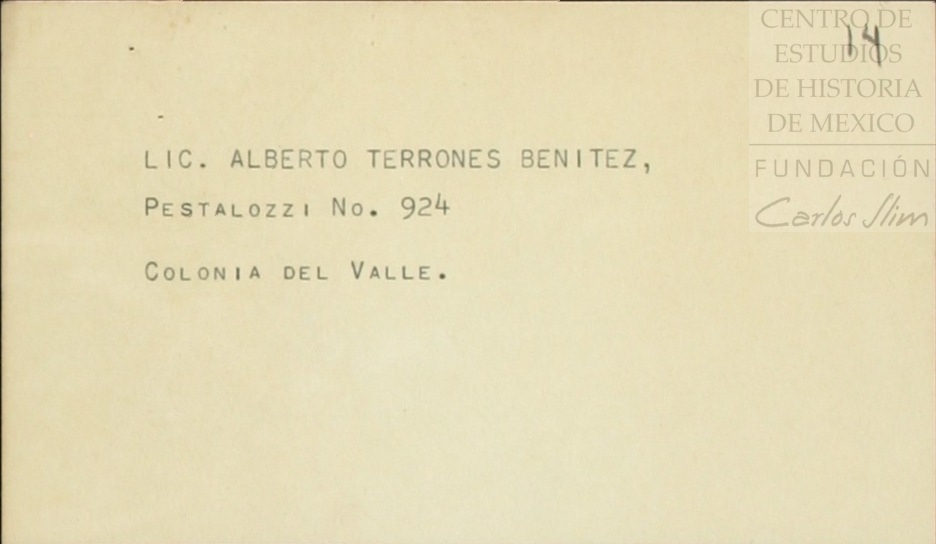 CENTRO DE
ESTUDIOS
DE HISTORIA
DE MEXICO
FUNDACIÓN
Carlos Slim
14
LIC. ALBERTO TERRONES BENITEZ,
PESTALOZZI NO. 924
COLONIA DEL VALLE.